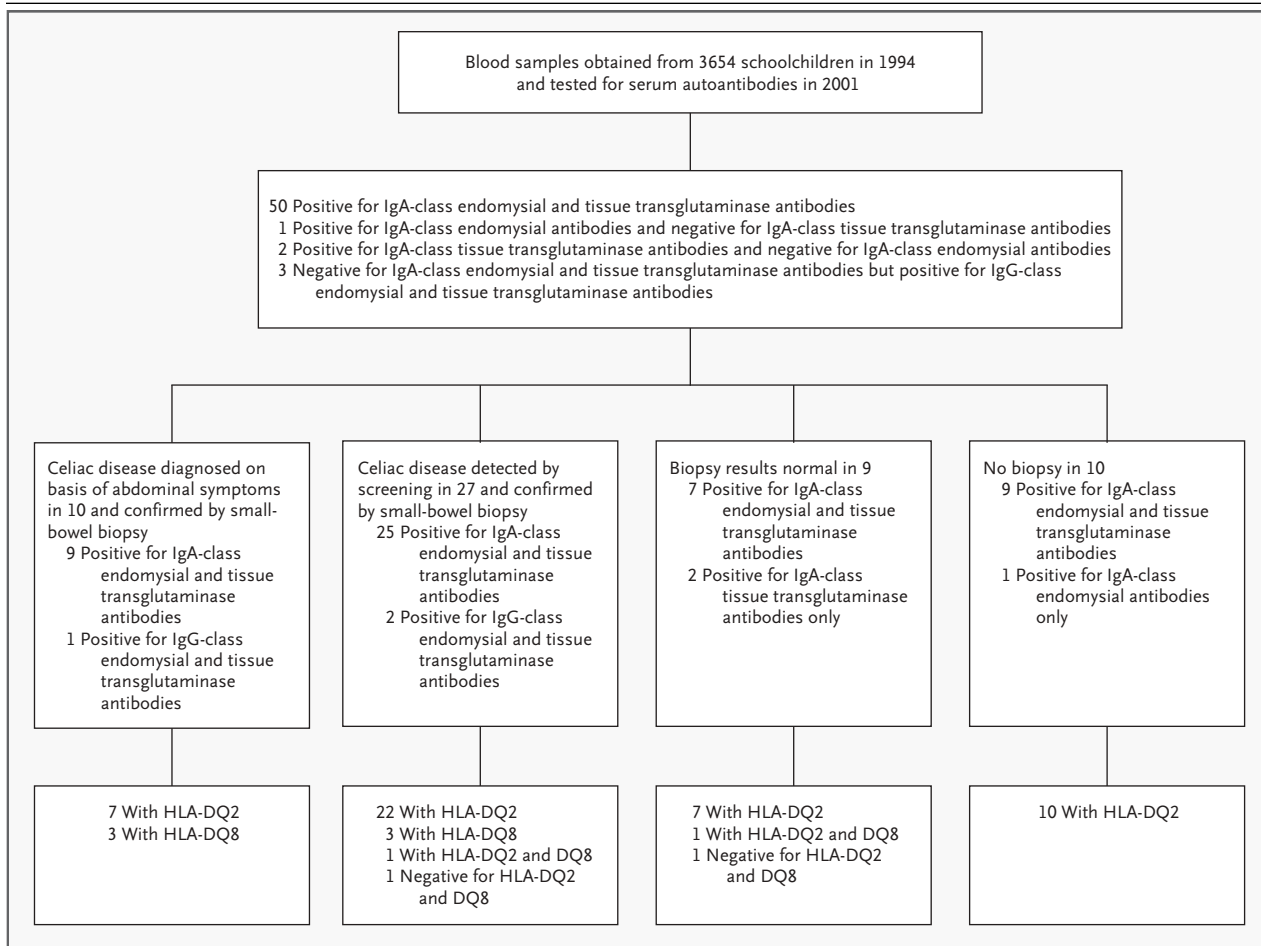 Blood samples obtained from 3654 schoolchildren in 1994
and tested for serum autoantibodies in 2001
50 Positive for IgA-class endomysial and tissue transglutaminase antibodies
1 Positive for IgA-class endomysial antibodies and negative for IgA-class tissue transglutaminase antibodies
2 Positive for IgA-class tissue transglutaminase antibodies and negative for IgA-class endomysial antibodies
3 Negative for IgA-class endomysial and tissue transglutaminase antibodies but positive for IgG-class
endomysial and tissue transglutaminase antibodies
Celiac disease diagnosed on
basis of abdominal symptoms
in 10 and confirmed by small-
bowel biopsy
9 Positive for IgA-class
endomysial and tissue
transglutaminase
antibodies
1 Positive for IgG-class
endomysial and tissue
transglutaminase
antibodies
Celiac disease detected by
screening in 27 and confirmed
by small-bowel biopsy
25 Positive for IgA-class
endomysial and tissue
transglutaminase
antibodies
2 Positive for IgG-class
endomysial and tissue
transglutaminase
antibodies
Biopsy results normal in 9
7 Positive for IgA-class
endomysial and tissue
transglutaminase
antibodies
2 Positive for IgA-class
tissue transglutaminase
antibodies only
No biopsy in 10
9 Positive for IgA-class
endomysial and tissue
transglutaminase
antibodies
1 Positive for IgA-class
endomysial antibodies
only
7 With HLA-DQ2
3 With HLA-DQ8
22 With HLA-DQ2
3 With HLA-DQ8
1 With HLA-DQ2 and DQ8
1 Negative for HLA-DQ2
and DQ8
7 With HLA-DQ2
1 With HLA-DQ2 and DQ8
1 Negative for HLA-DQ2
and DQ8
10 With HLA-DQ2